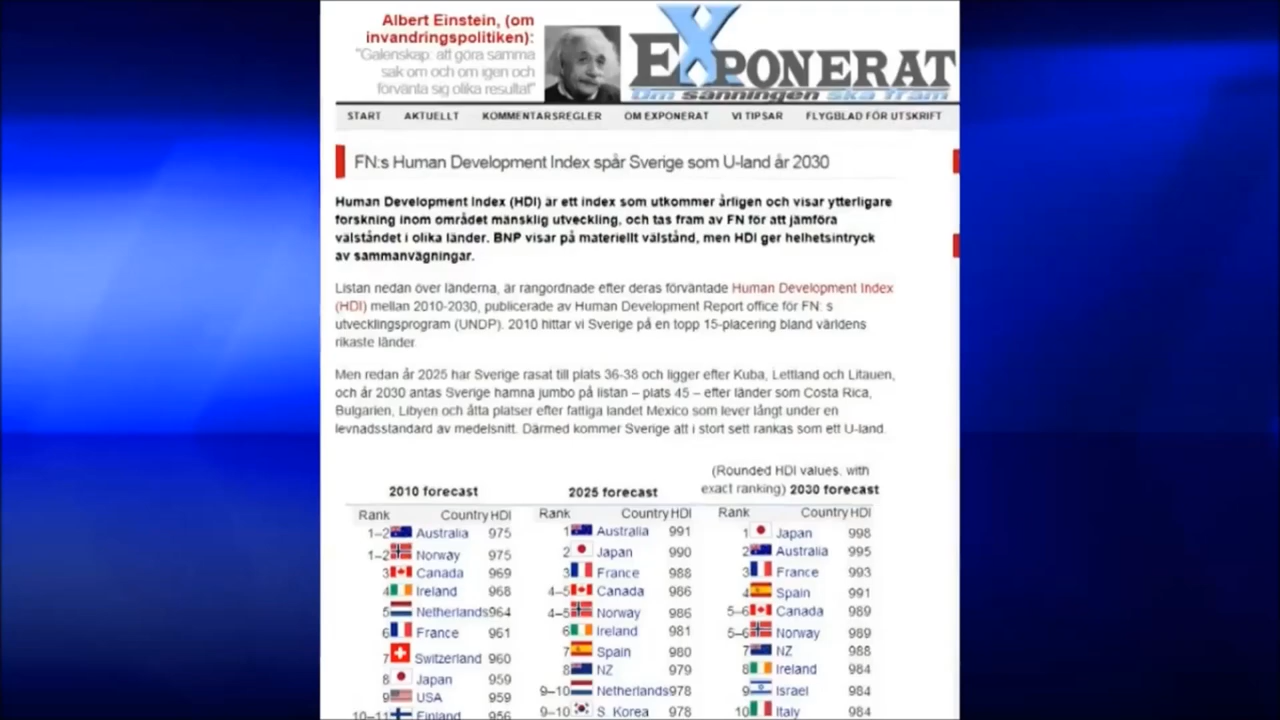 Albert Einstein, (om
invandringspolitiken):
"Galenskap: att göra samma
sak om och om igen och
förvänta sig olika resultat"
EXPONERAT
Om sanningen ska fram
START AKTUELLT KOMMENTARSREGLER OM EXPONERAT VI TIPSAR FLYGBLAD FÖR UTSKRIFT
FN:s Human Development Index spår Sverige som U-land år 2030
Human Development Index (HDI) är ett index som utkommer årligen och visar ytterligare
forskning inom området mänsklig utveckling, och tas fram av FN för att jämföra
välståndet i olika länder. BNP visar på materiellt välstånd, men HDI ger helhetsintryck
av sammanvägningar.
Listan nedan över länderna, är rangordnade efter deras förväntade Human Development Index
(HDI) mellan 2010-2030, publicerade av Human Development Report office för FN: s
utvecklingsprogram (UNDP). 2010 hittar vi Sverige på en topp 15-placering bland världens
rikaste länder.
Men redan år 2025 har Sverige rasat till plats 36-38 och ligger efter Kuba, Lettland och Litauen,
och år 2030 antas Sverige hamna jumbo på listan – plats 45 – efter länder som Costa Rica,
Bulgarien, Libyen och åtta platser efter fattiga landet Mexico som lever långt under en
levnadsstandard av medelsnitt. Därmed kommer Sverige att i stort sett rankas som ett U-land.
(Rounded HDI values, with
2010 forecast 2025 forecast exact ranking) 2030 forecast
Rank Country HDI Rank Country HDI Rank Country HDI
1–2 Australia 975 1 Australia 991 1 Japan 998
1–2 Norway 975 2 Japan 990 2 Australia 995
3 Canada 969 3 France 988 3 France 993
4 Ireland 968 4–5 Canada 986 4 Spain 991
5 Netherlands 964 4–5 Norway 986 5–6 Canada 989
6 France 961 6 Ireland 981 5–6 Norway 989
7 Switzerland 960 7 Spain 980 7 NZ 988
8 Japan 959 8 NZ 979 8 Ireland 984
9 USA 959 9–10 Netherlands 978 9 Israel 984
10–11 Finland 956 9–10 S. Korea 978 10 Italy 984